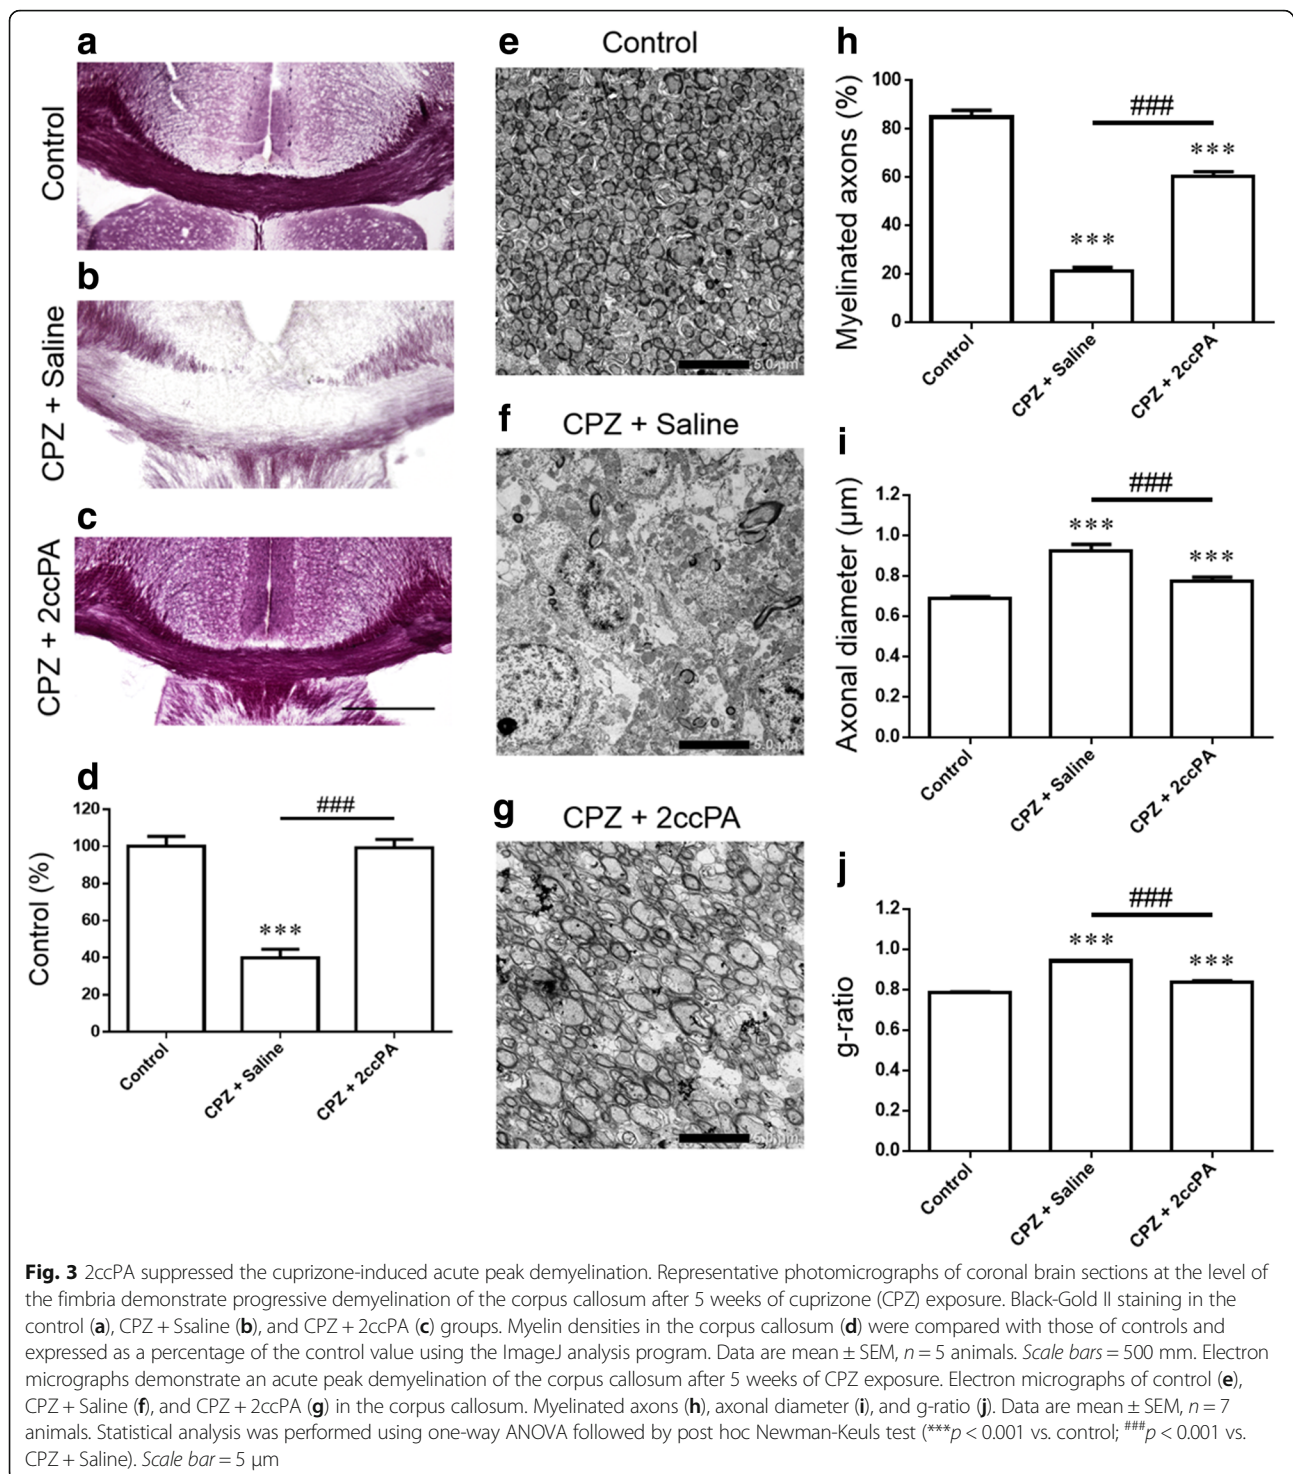 a
Control
b
CPZ + Saline
c
CPZ + 2ccPA
d
Control (%)
120
100
80
60
40
20
0
###
***
Control
CPZ + Saline
CPZ + 2ccPA
e
Control
5.0 μm
f
CPZ + Saline
5.0 μm
g
CPZ + 2ccPA
5.0 μm
h
Myelinated axons (%)
100
80
60
40
20
0
###
***
***
Control
CPZ + Saline
CPZ + 2ccPA
i
Axonal diameter (μm)
1.2
1.0
0.8
0.6
0.4
0.2
0.0
###
***
***
Control
CPZ + Saline
CPZ + 2ccPA
j
g-ratio
1.2
1.0
0.8
0.6
0.4
0.2
0.0
###
***
***
Control
CPZ + Saline
CPZ + 2ccPA
Fig. 3 2ccPA suppressed the cuprizone-induced acute peak demyelination. Representative photomicrographs of coronal brain sections at the level of
the fimbria demonstrate progressive demyelination of the corpus callosum after 5 weeks of cuprizone (CPZ) exposure. Black-Gold II staining in the
control (a), CPZ + Ssaline (b), and CPZ + 2ccPA (c) groups. Myelin densities in the corpus callosum (d) were compared with those of controls and
expressed as a percentage of the control value using the ImageJ analysis program. Data are mean ± SEM, n = 5 animals. Scale bars = 500 mm. Electron
micrographs demonstrate an acute peak demyelination of the corpus callosum after 5 weeks of CPZ exposure. Electron micrographs of control (e),
CPZ + Saline (f), and CPZ + 2ccPA (g) in the corpus callosum. Myelinated axons (h), axonal diameter (i), and g-ratio (j). Data are mean ± SEM, n = 7
animals. Statistical analysis was performed using one-way ANOVA followed by post hoc Newman-Keuls test (***p < 0.001 vs. control; ###p < 0.001 vs.
CPZ + Saline). Scale bar = 5 μm